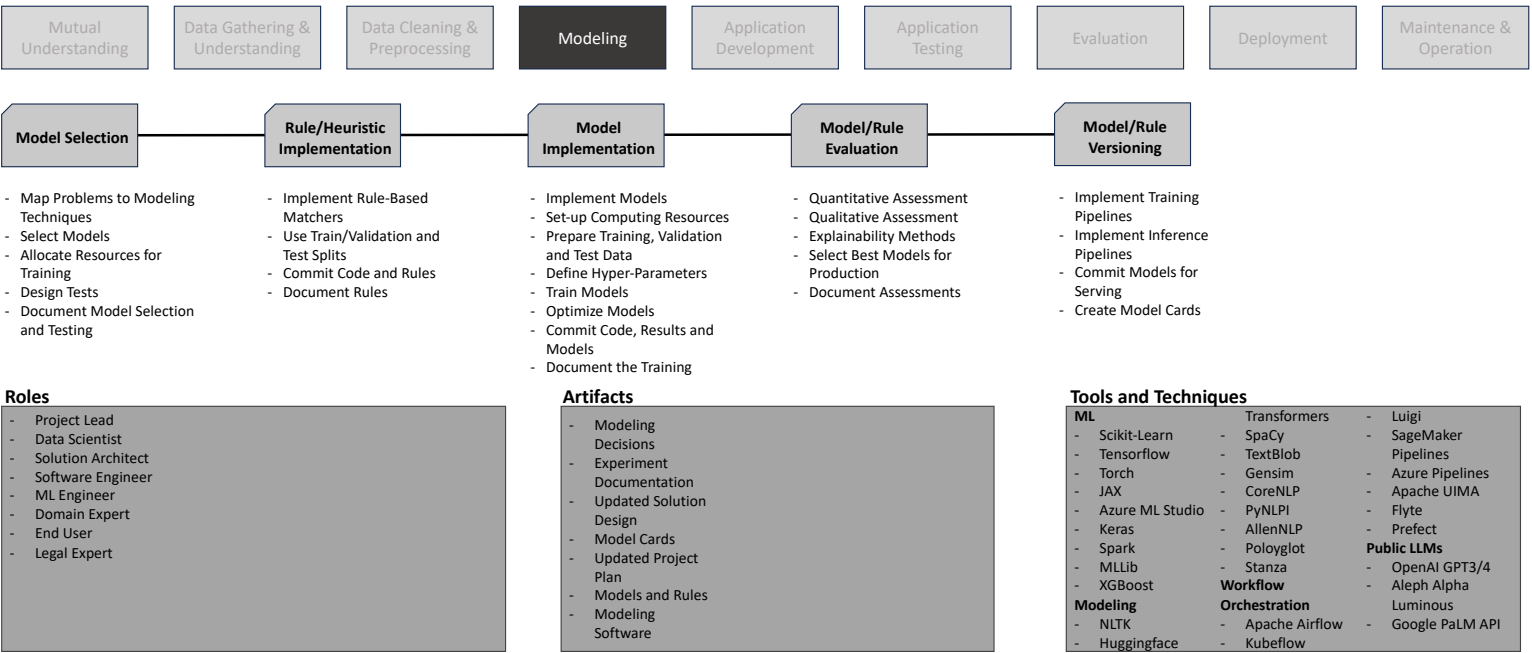 Mutual
Understanding
Data Gathering &
Understanding
Data Cleaning &
Preprocessing
Modeling
Application
Development
Application
Testing
Evaluation
Deployment
Maintenance &
Operation
Model Selection
Rule/Heuristic
Implementation
Model
Implementation
Model/Rule
Evaluation
Model/Rule
Versioning
- Map Problems to Modeling
Techniques
- Select Models
- Allocate Resources for
Training
- Design Tests
- Document Model Selection
and Testing
- Implement Rule-Based
Matchers
- Use Train/Validation and
Test Splits
- Commit Code and Rules
- Document Rules
- Implement Models
- Set-up Computing Resources
- Prepare Training, Validation
and Test Data
- Define Hyper-Parameters
- Train Models
- Optimize Models
- Commit Code, Results and
Models
- Document the Training
- Quantitative Assessment
- Qualitative Assessment
- Explainability Methods
- Select Best Models for
Production
- Document Assessments
- Implement Training
Pipelines
- Implement Inference
Pipelines
- Commit Models for
Serving
- Create Model Cards
Roles
- Project Lead
- Data Scientist
- Solution Architect
- Software Engineer
- ML Engineer
- Domain Expert
- End User
- Legal Expert
Artifacts
- Modeling
Decisions
- Experiment
Documentation
- Updated Solution
Design
- Model Cards
- Updated Project
Plan
- Models and Rules
- Modeling
Software
Tools and Techniques
ML
- Scikit-Learn
- Tensorflow
- Torch
- JAX
- Azure ML Studio
- Keras
- Spark
- MLLib
- XGBoost
Modeling
- NLTK
- Huggingface
Transformers
- SpaCy
- TextBlob
- Gensim
- CoreNLP
- PyNLPI
- AllenNLP
- Poloyglot
- Stanza
Workflow
Orchestration
- Apache Airflow
- Kubeflow
- Luigi
- SageMaker
Pipelines
- Azure Pipelines
- Apache UIMA
- Flyte
- Prefect
Public LLMs
- OpenAI GPT3/4
- Aleph Alpha
Luminous
- Google PaLM API